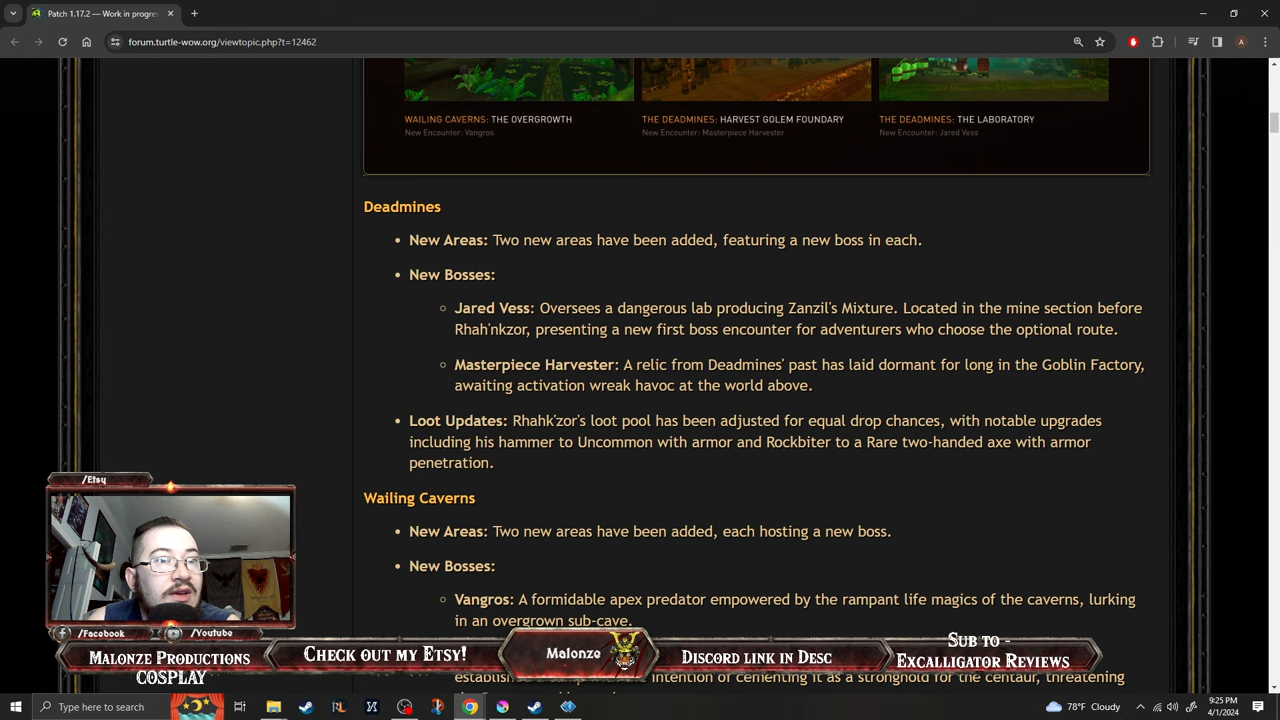 Patch 1.17.2 — Work in progres
forum.turtle-wow.org/viewtopic.php?t=12462
A
WAILING CAVERNS: THE OVERGROWTH
New Encounter: Vangros
THE DEADMINES: HARVEST GOLEM FOUNDARY
New Encounter: Masterpiece Harvester
THE DEADMINES: THE LABORATORY
New Encounter: Jared Vess
Deadmines
New Areas: Two new areas have been added, featuring a new boss in each.
New Bosses:
Jared Vess: Oversees a dangerous lab producing Zanzil's Mixture. Located in the mine section before
Rhah'nkzor, presenting a new first boss encounter for adventurers who choose the optional route.
Masterpiece Harvester: A relic from Deadmines' past has laid dormant for long in the Goblin Factory,
awaiting activation wreak havoc at the world above.
Loot Updates: Rhahk'zor's loot pool has been adjusted for equal drop chances, with notable upgrades
including his hammer to Uncommon with armor and Rockbiter to a Rare two-handed axe with armor
penetration.
Wailing Caverns
New Areas: Two new areas have been added, each hosting a new boss.
New Bosses:
Vangros: A formidable apex predator empowered by the rampant life magics of the caverns, lurking
in an overgrown sub-cave.
intention of cementing it as a stronghold for the centaur, threatening
/Etsy
/Facebook
/Youtube
Malonze Productions
COSPLAY
Check out my Etsy!
Malonze
Discord link in Desc
Sub to -
Excalligator Reviews
Type here to search
78°F Cloudy
9:25 PM
4/1/2024